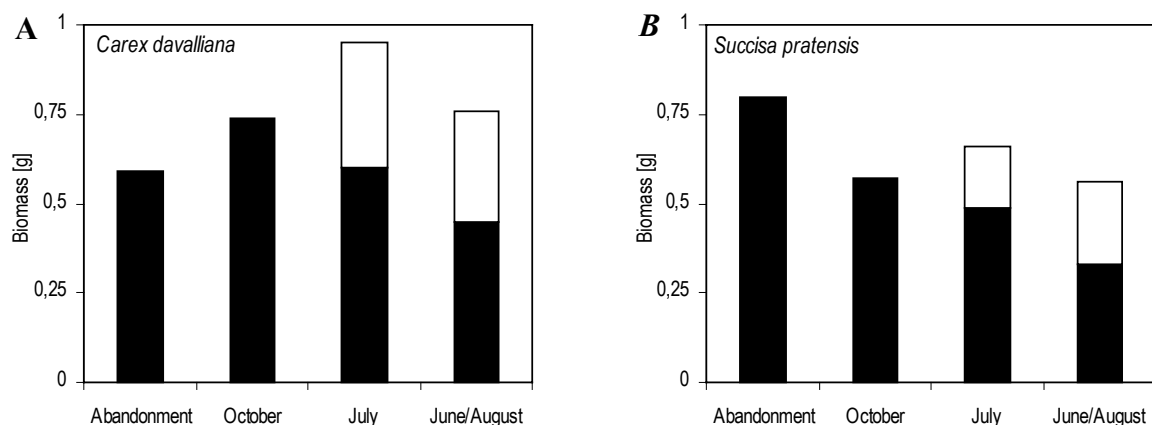 A
Carex davalliana
Biomass [g]
1
0,75
0,5
0,25
0
Abandonment October July June/August
B
Succisa pratensis
Biomass [g]
1
0,75
0,5
0,25
0
Abandonment October July June/August